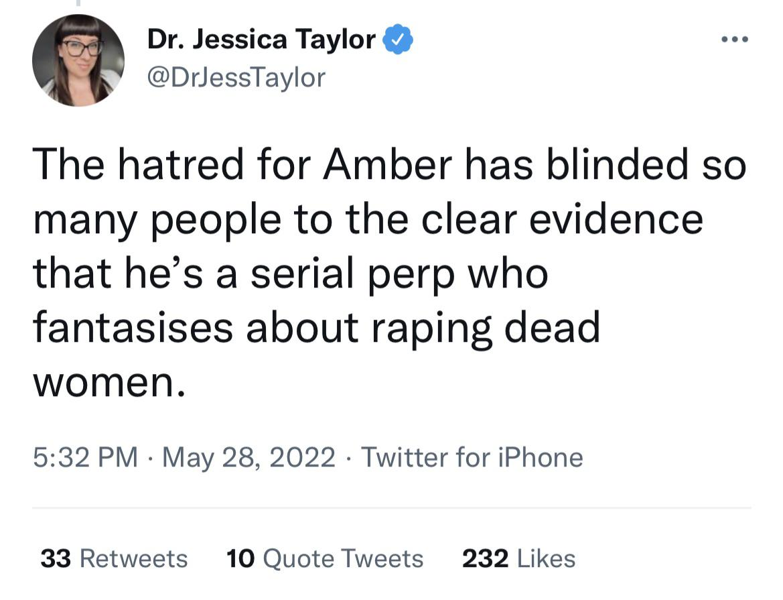 Dr. Jessica Taylor
@DrJessTaylor
The hatred for Amber has blinded so
many people to the clear evidence
that he’s a serial perp who
fantasises about raping dead
women.
5:32 PM · May 28, 2022 · Twitter for iPhone
33 Retweets 10 Quote Tweets 232 Likes